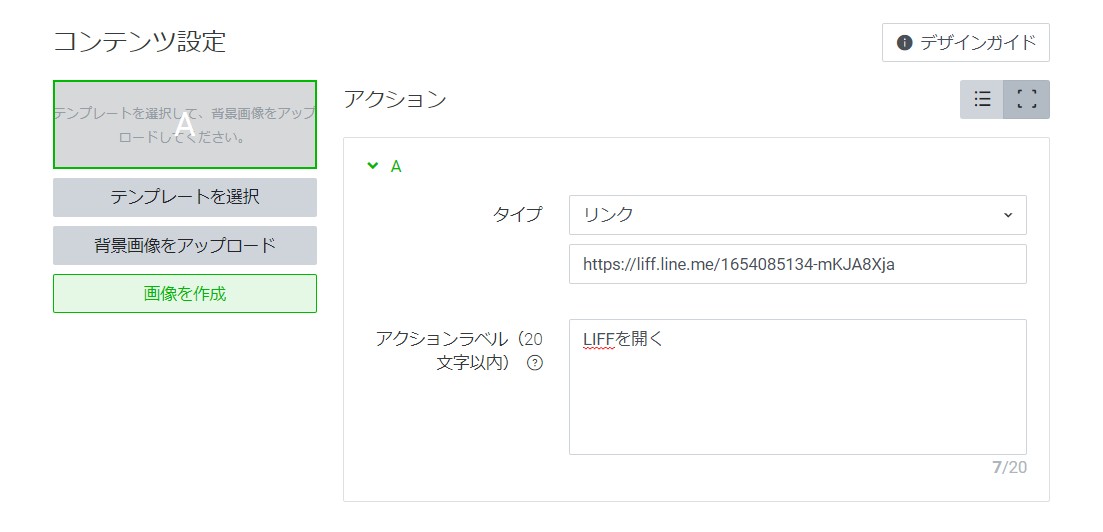 コンテンツ設定
デザインガイド
テンプレートを選択して、背景画像をアップ
ロードしてください。
A
テンプレートを選択
背景画像をアップロード
画像を作成
アクション
A
タイプ
リンク
https://liff.line.me/1654085134-mKJA8Xja
アクションラベル（20
文字以内）
LIFFを開く
7/20